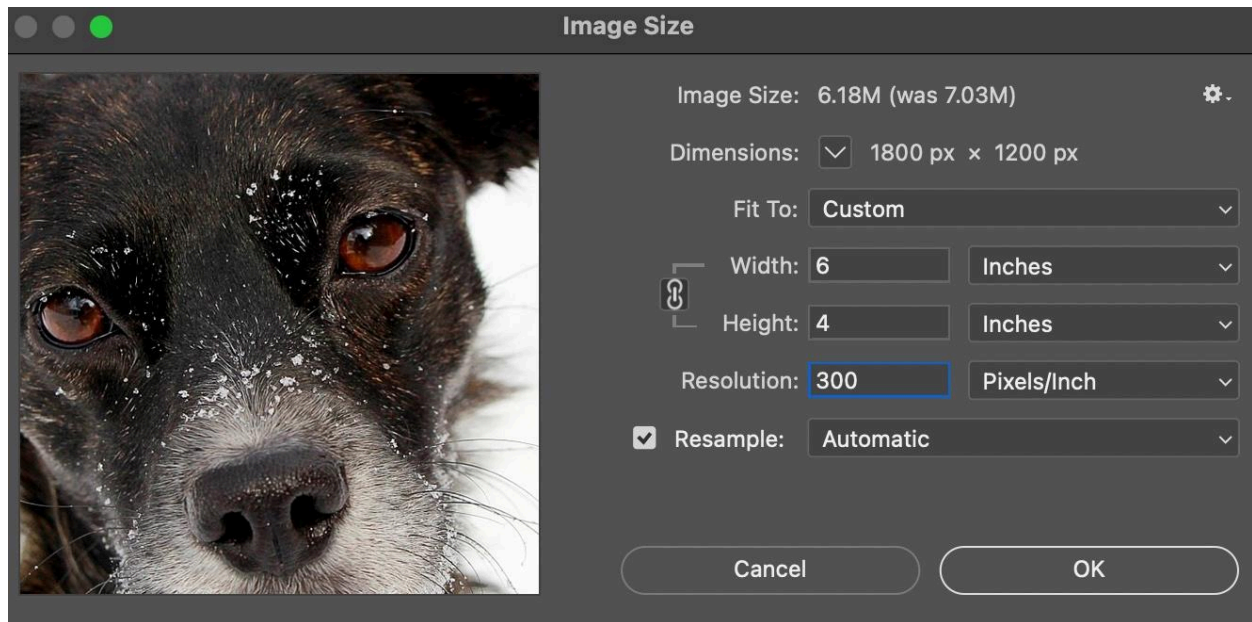 Image Size
Image Size: 6.18M (was 7.03M)
Dimensions: 1800 px × 1200 px
Fit To: Custom
Width: 6 Inches
Height: 4 Inches
Resolution: 300 Pixels/Inch
Resample: Automatic
Cancel OK